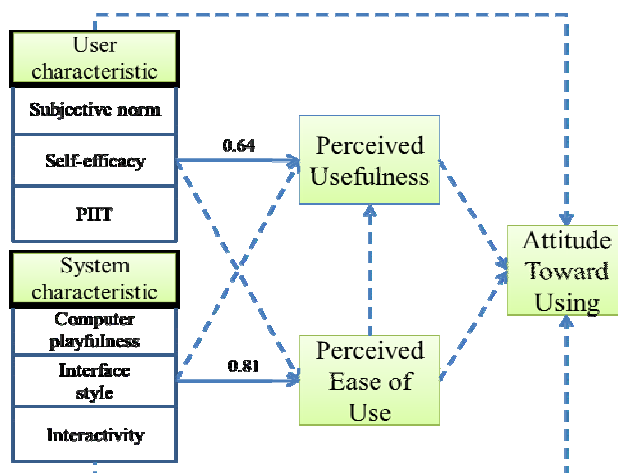 User
characteristic
Subjective norm
Self-efficacy
PIIT
System
characteristic
Computer
playfulness
Interface
style
Interactivity
0.64
0.81
Perceived
Usefulness
Perceived
Ease of
Use
Attitude
Toward
Using